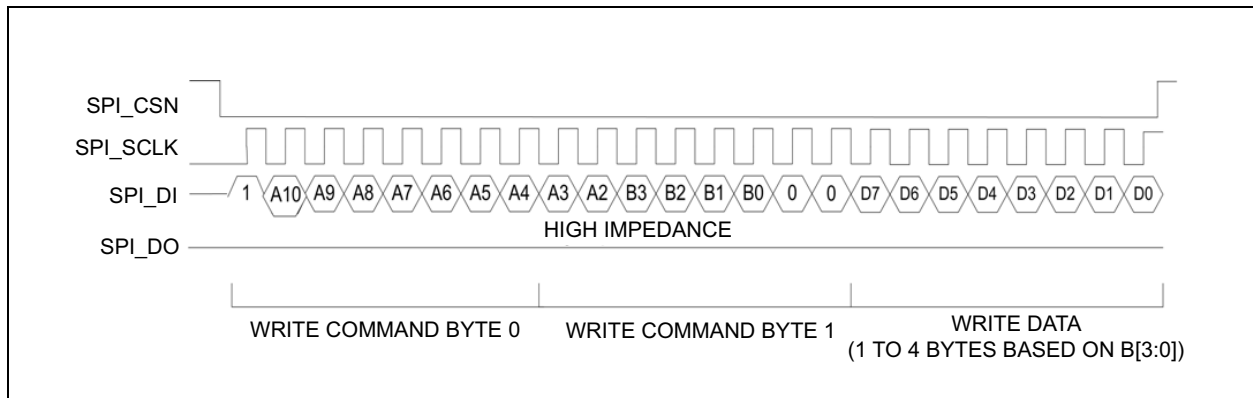 SPI_CSN
SPI_SCLK
SPI_DI 1 A10 A9 A8 A7 A6 A5 A4 A3 A2 B3 B2 B1 B0 0 0 D7 D6 D5 D4 D3 D2 D1 D0
HIGH IMPEDANCE
SPI_DO
WRITE COMMAND BYTE 0 WRITE COMMAND BYTE 1 WRITE DATA
(1 TO 4 BYTES BASED ON B[3:0])